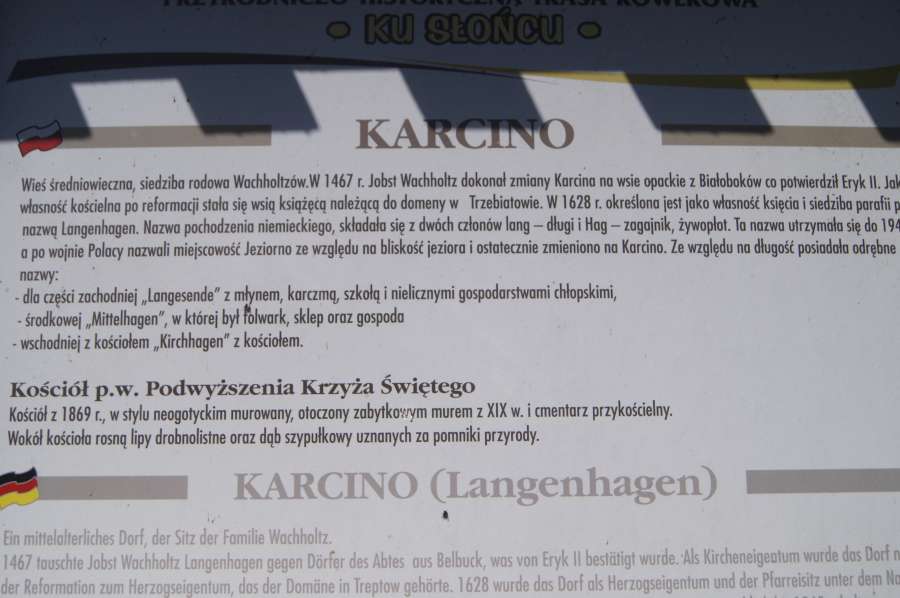 PRZYRODNICZO HISTORYCZNA TRASA ROWEROWA
• KU SŁOŃCU •
KARCINO
Wieś średniowieczna, siedziba rodowa Wachholtzów.W 1467 r. Jobst Wachholtz dokonał zmiany Karcina na wsie opackie z Białoboków co potwierdził Eryk II. Jak
własność kościelna po reformacji stała się wsią książęcą należącą do domeny w Trzebiatowie. W 1628 r. określona jest jako własność księcia i siedziba parafii p
nazwą Langenhagen. Nazwa pochodzenia niemieckiego, składała się z dwóch członów lang – długi i Hag – zagajnik, żywopłot. Ta nazwa utrzymała się do 194
a po wojnie Polacy nazwali miejscowość Jeziorno ze względu na bliskość jeziora i ostatecznie zmieniono na Karcino. Ze względu na długość posiadała odrębne
nazwy:
- dla części zachodniej „Langesende” z młynem, karczmą, szkołą i nielicznymi gospodarstwami chłopskimi,
- środkowej „Mittelhagen”, w której był folwark, sklep oraz gospoda
- wschodniej z kościołem „Kirchhagen” z kościołem.
Kościół p.w. Podwyższenia Krzyża Świętego
Kościół z 1869 r., w stylu neogotyckim murowany, otoczony zabytkowym murem z XIX w. i cmentarz przykościelny.
Wokół kościoła rosną lipy drobnolistne oraz dąb szypułkowy uznanych za pomniki przyrody.
KARCINO (Langenhagen)
Ein mittelalterliches Dorf, der Sitz der Familie Wachholtz.
1467 tauschte Jobst Wachholtz Langenhagen gegen Dörfer des Abtes aus Belbuck, was von Eryk II bestätigt wurde. Als Kircheneigeatum wurde das Dorf n
der Reformation zum Herzogseigentum, das der Domäne in Treptow gehörte. 1628 wurde das Dorf als Herzogseigentum und der Pfarreisitz unter dem Na